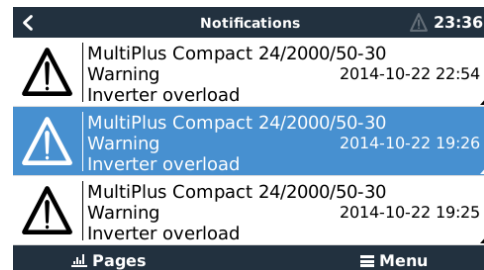 Notifications 23:36
MultiPlus Compact 24/2000/50-30
Warning 2014-10-22 22:54
Inverter overload
MultiPlus Compact 24/2000/50-30
Warning 2014-10-22 19:26
Inverter overload
MultiPlus Compact 24/2000/50-30
Warning 2014-10-22 19:25
Inverter overload
Pages Menu